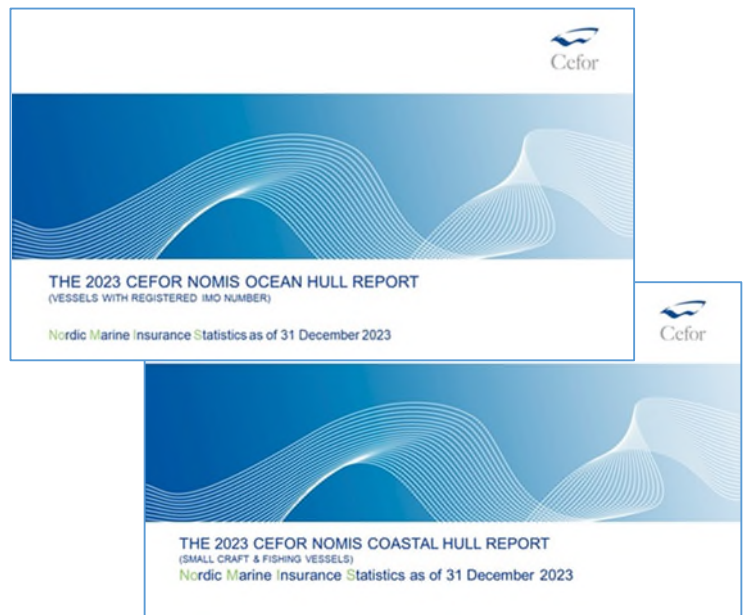 Cefor
THE 2023 CEFOR NOMIS OCEAN HULL REPORT
(VESSELS WITH REGISTERED IMO NUMBER)
Nordic Marine Insurance Statistics as of 31 December 2023
Cefor
THE 2023 CEFOR NOMIS COASTAL HULL REPORT
(SMALL CRAFT & FISHING VESSELS)
Nordic Marine Insurance Statistics as of 31 December 2023